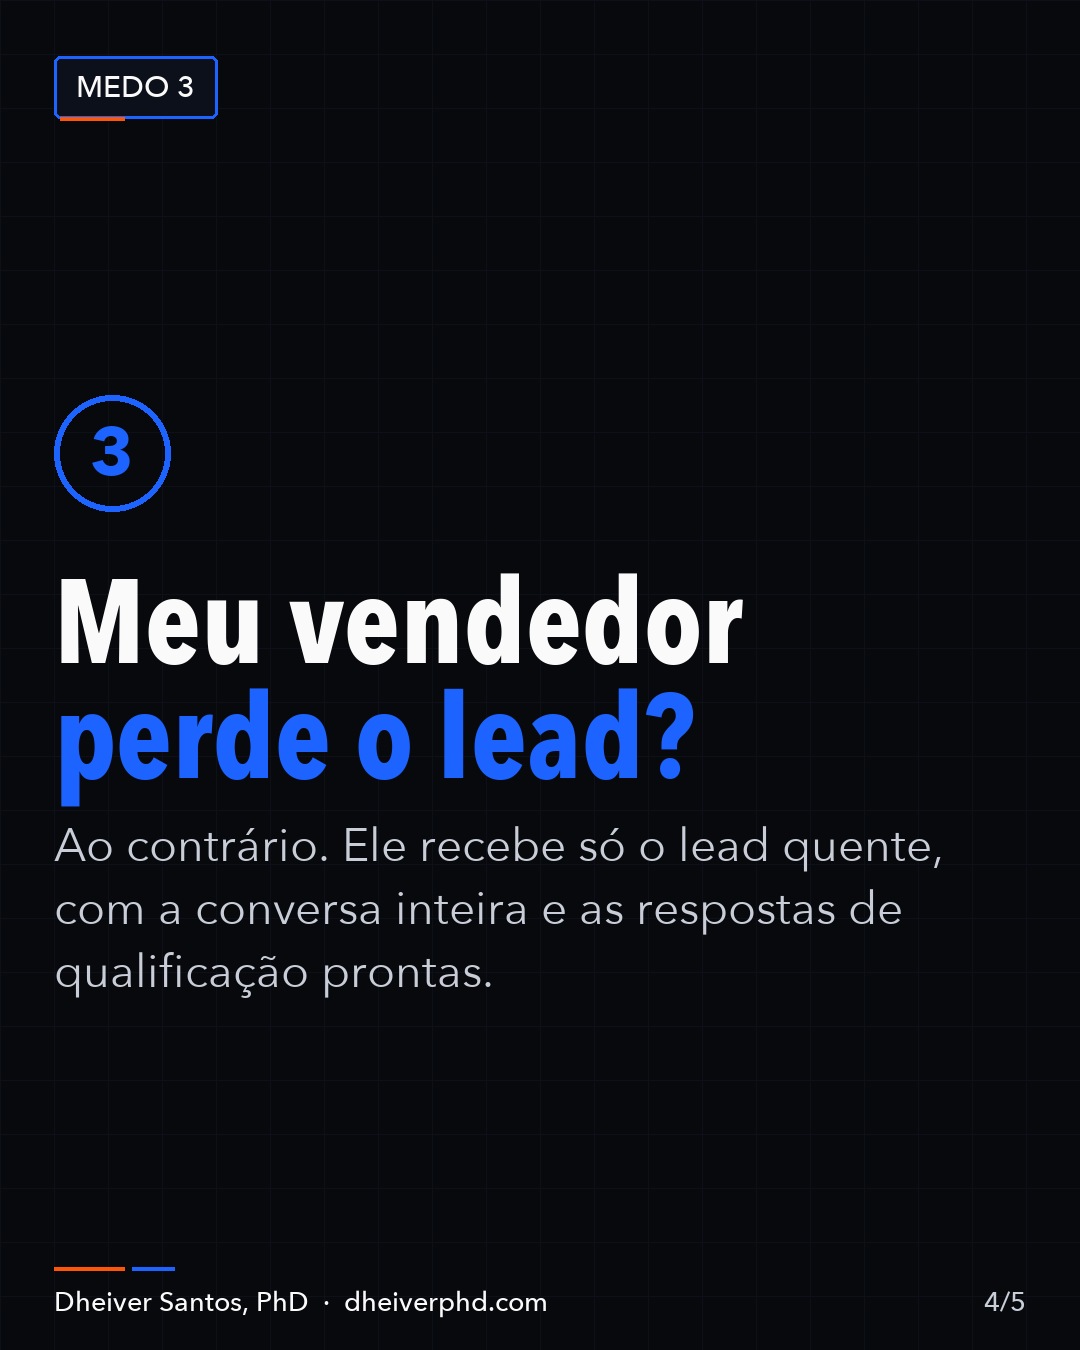 MEDO 3
3
Meu vendedor
perde o lead?
Ao contrário. Ele recebe só o lead quente,
com a conversa inteira e as respostas de
qualificação prontas.
Dheiver Santos, PhD · dheiverphd.com
4/5